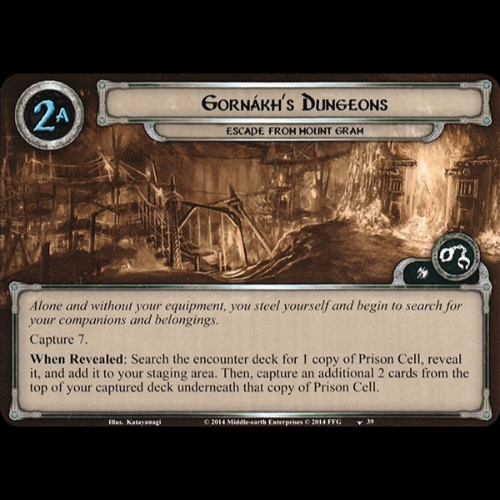 2A
GORNÁKH'S DUNGEONS
ESCAPE FROM MOUNT GRAM
Alone and without your equipment, you steel yourself and begin to search for
your companions and belongings.
Capture 7.
When Revealed: Search the encounter deck for 1 copy of Prison Cell, reveal
it, and add it to your staging area. Then, capture an additional 2 cards from the
top of your captured deck underneath that copy of Prison Cell.
Illus. Katayanagi © 2014 Middle-earth Enterprises © 2014 FFG 39